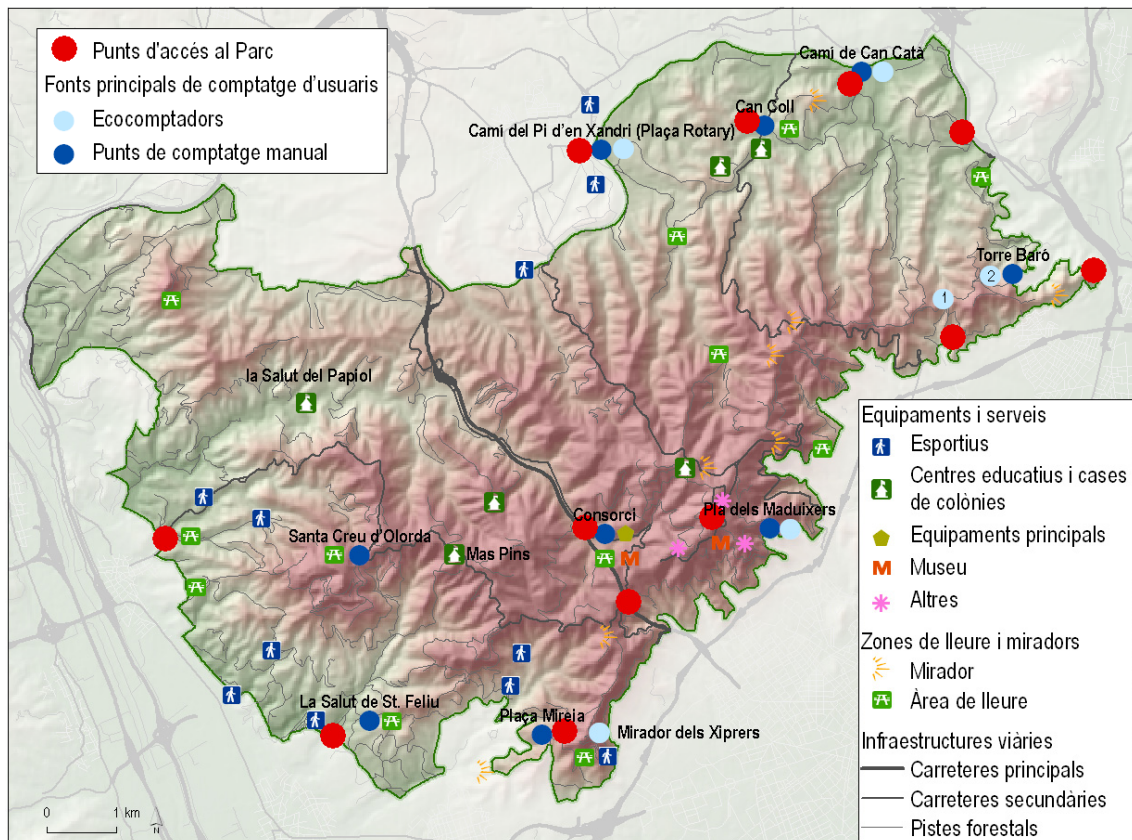 Punts d'accés al Parc
Fonts principals de comptatge d'usuaris
Ecocomptadors
Punts de comptatge manual
Camí de Can Catà
Can Coll
Camí del Pi d'en Xandri (Plaça Rotary)
Torre Baró
2
1
la Salut del Papiol
Equipaments i serveis
Esportius
Centres educatius i cases
de colònies
Equipaments principals
M Museu
Altres
Zones de lleure i miradors
Mirador
Àrea de lleure
Infraestructures viàries
Carreteres principals
Carreteres secundàries
Pistes forestals
Consorci
Pla dels Maduixers
M
M
Santa Creu d'Olorda
Mas Pins
La Salut de St. Feliu
Plaça Mireia
Mirador dels Xiprers
0 1 km
N